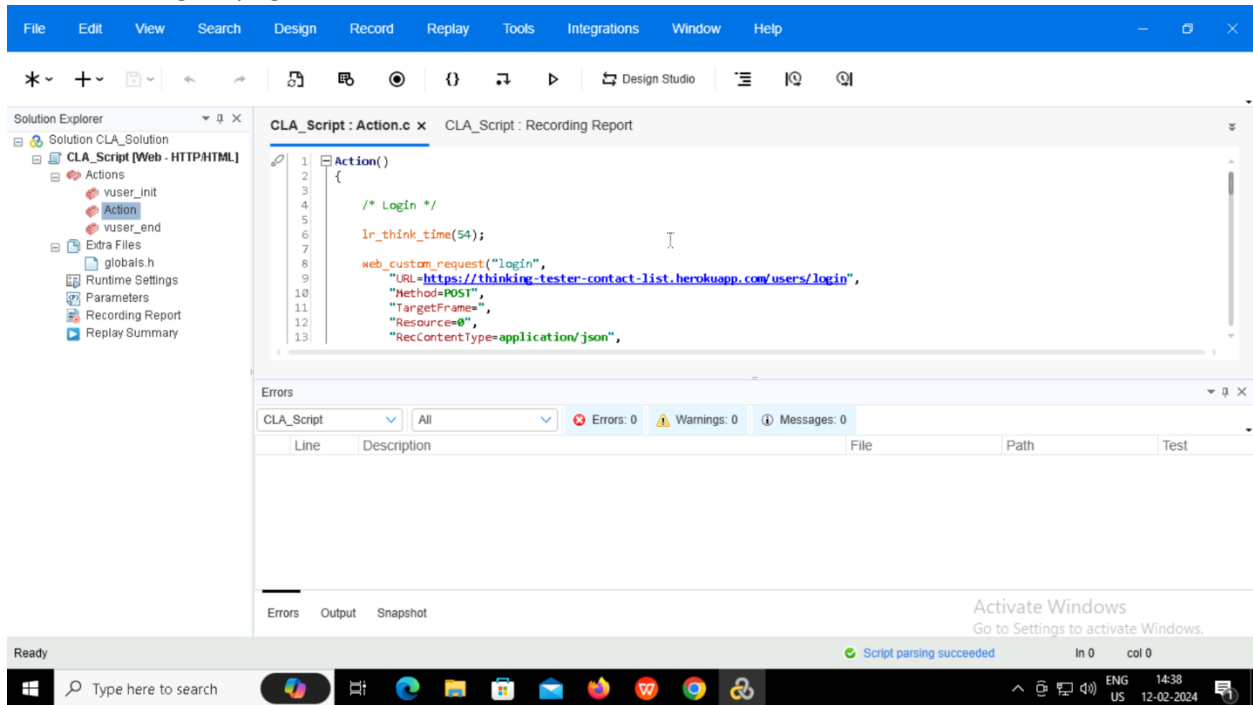 File Edit View Search Design Record Replay Tools Integrations Window Help
Design Studio
Solution Explorer
Solution CLA_Solution
CLA_Script [Web - HTTP/HTML]
Actions
vuser_init
Action
vuser_end
Extra Files
globals.h
Runtime Settings
Parameters
Recording Report
Replay Summary
CLA_Script : Action.c CLA_Script : Recording Report
1 Action()
2 {
3
4 /* Login */
5
6 lr_think_time(54);
7
8 web_custom_request("login",
9 "URL=https://thinking-tester-contact-list.herokuapp.com/users/login",
10 "Method=POST",
11 "TargetFrame=",
12 "Resource=0",
13 "RecContentType=application/json",
Errors
CLA_Script All Errors: 0 Warnings: 0 Messages: 0
Line Description File Path Test
Errors Output Snapshot
Activate Windows
Go to Settings to activate Windows.
Ready Script parsing succeeded ln 0 col 0
Type here to search
ENG 14:38
US 12-02-2024